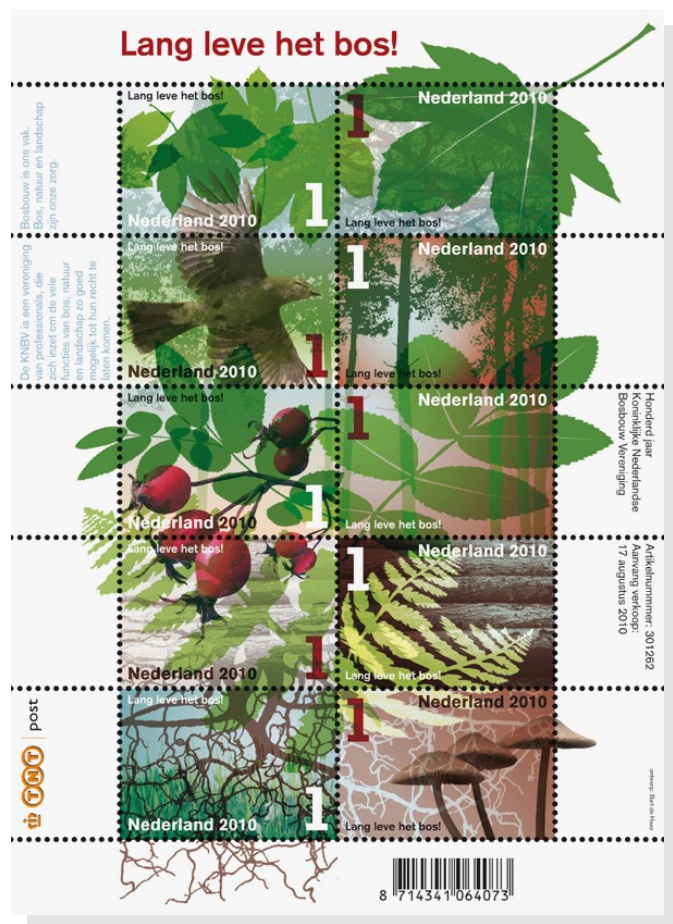 Lang leve het bos!
Bosbouw is ons vak.
Bos, natuur en landschap
zijn onze zorg.
Lang leve het bos!
1
Nederland 2010
Nederland 2010
1
Lang leve het bos!
De KNBV is een vereniging
van professionals, die
zich inzet om de vele
functies van bos, natuur
en landschap zo goed
mogelijk tot hun recht te
laten komen.
Lang leve het bos!
1
Nederland 2010
Nederland 2010
1
Lang leve het bos!
Lang leve het bos!
1
Nederland 2010
Nederland 2010
1
Lang leve het bos!
Honderd jaar
Koninklijke Nederlandse
Bosbouw Vereniging
Lang leve het bos!
1
Nederland 2010
Nederland 2010
1
Lang leve het bos!
Artikelnummmer: 301262
Aanvang verkoop:
17 augustus 2010
TNT post
1
Nederland 2010
Nederland 2010
1
Lang leve het bos!
ontwerp: Bart de Haas
8 714341 064073